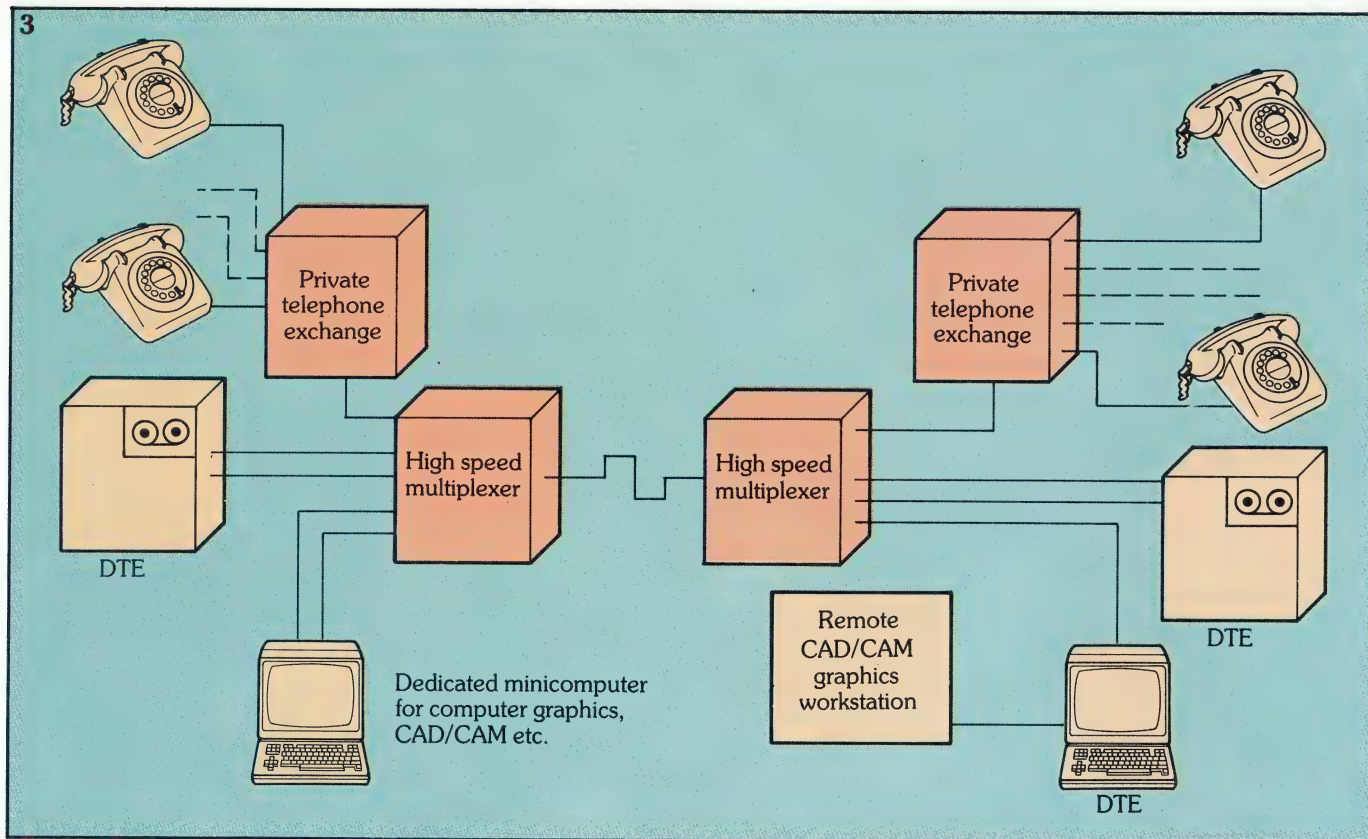 3
Private
telephone
exchange
Private
telephone
exchange
High speed
multiplexer
High speed
multiplexer
DTE
DTE
Remote
CAD/CAM
graphics
workstation
Dedicated minicomputer
for computer graphics,
CAD/CAM etc.
DTE